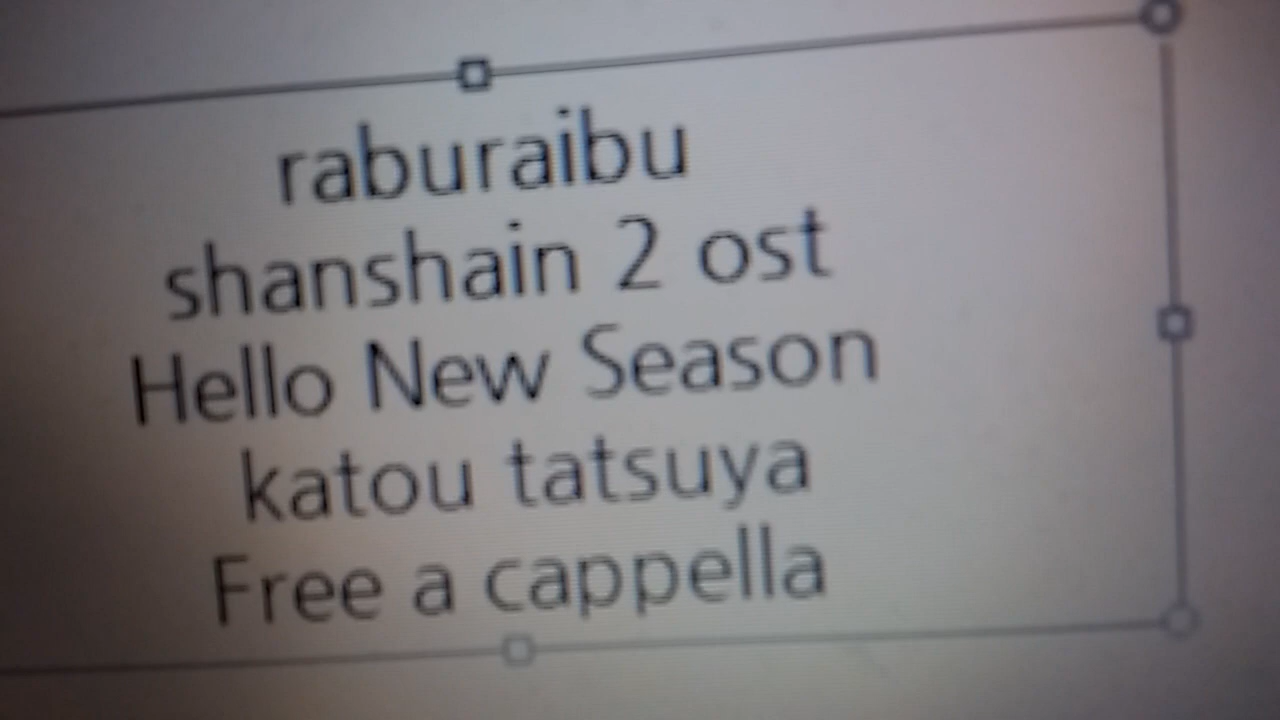 raburaibu
shanshain 2 ost
Hello New Season
katou tatsuya
Free a cappella